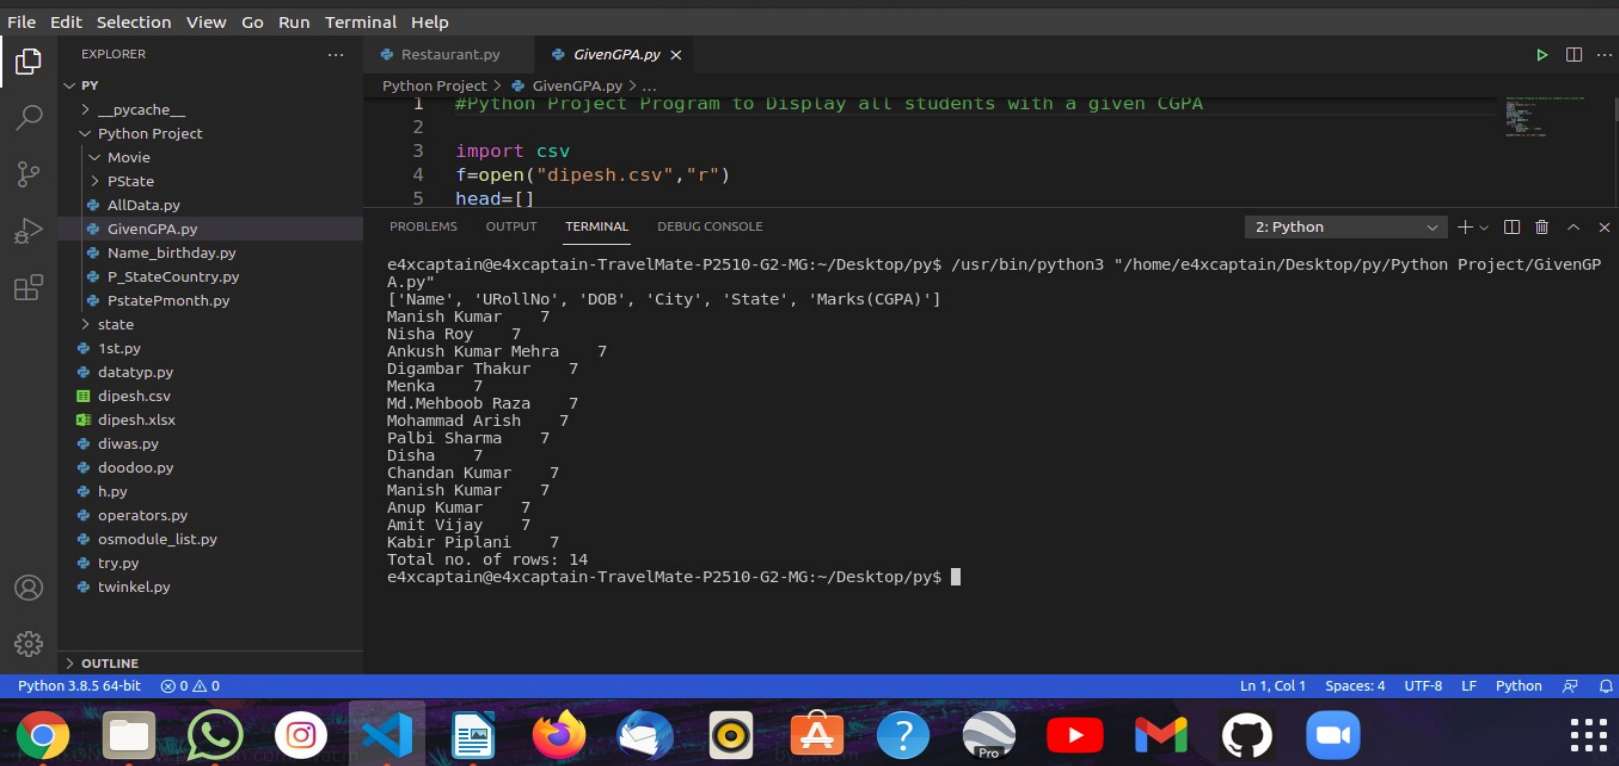 File Edit Selection View Go Run Terminal Help
EXPLORER
PY
__pycache__
Python Project
Movie
PState
AllData.py
GivenGPA.py
Name_birthday.py
P_StateCountry.py
PstatePmonth.py
state
1st.py
datatyp.py
dipesh.csv
dipesh.xlsx
diwas.py
doodoo.py
h.py
operators.py
osmodule_list.py
try.py
twinkel.py
OUTLINE
Restaurant.py GivenGPA.py
Python Project > GivenGPA.py > ...
1 #Python Project Program to Display all students with a given CGPA
2
3 import csv
4 f=open("dipesh.csv","r")
5 head=[]
PROBLEMS OUTPUT TERMINAL DEBUG CONSOLE 2: Python
e4xcaptain@e4xcaptain-TravelMate-P2510-G2-MG:~/Desktop/py$ /usr/bin/python3 "/home/e4xcaptain/Desktop/py/Python Project/GivenGP
A.py"
['Name', 'URollNo', 'DOB', 'City', 'State', 'Marks(CGPA)']
Manish Kumar 7
Nisha Roy 7
Ankush Kumar Mehra 7
Digambar Thakur 7
Menka 7
Md.Mehboob Raza 7
Mohammad Arish 7
Palbi Sharma 7
Disha 7
Chandan Kumar 7
Manish Kumar 7
Anup Kumar 7
Amit Vijay 7
Kabir Piplani 7
Total no. of rows: 14
e4xcaptain@e4xcaptain-TravelMate-P2510-G2-MG:~/Desktop/py$
Python 3.8.5 64-bit 0 0 Ln 1, Col 1 Spaces: 4 UTF-8 LF Python
Pro